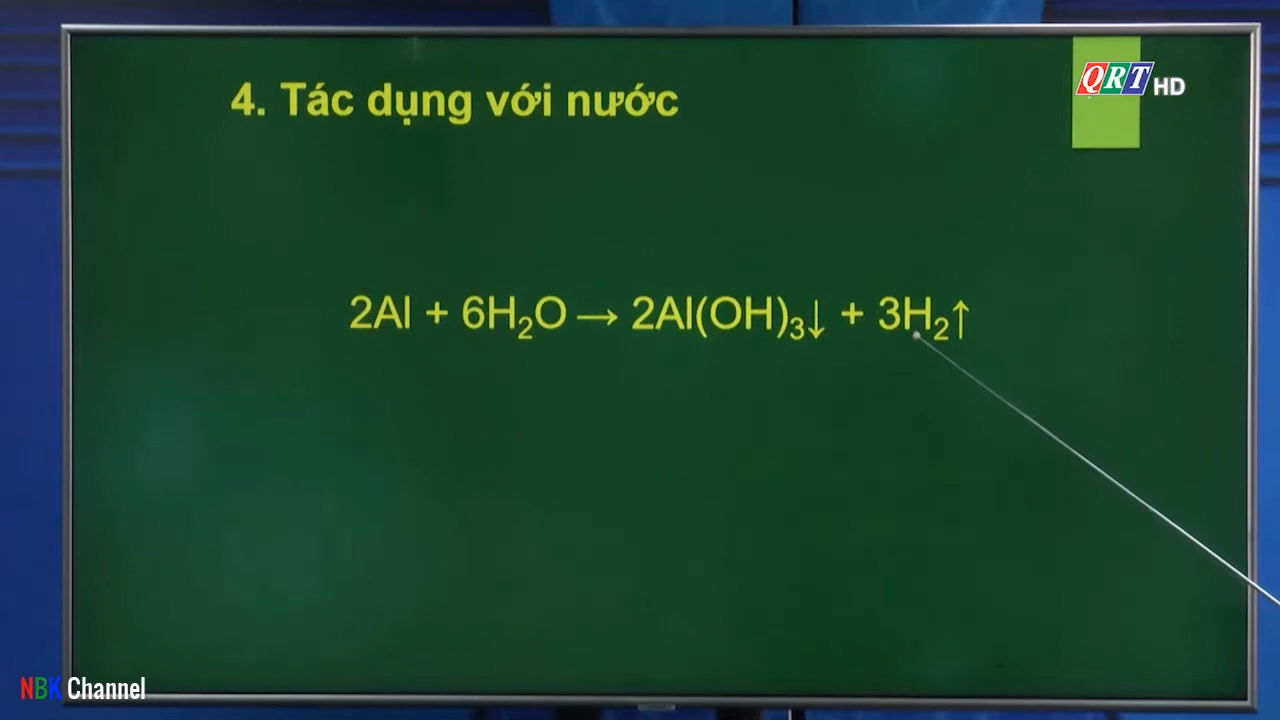 4. Tác dụng với nước
QRT HD
2Al + 6H₂O → 2Al(OH)₃↓ + 3H₂↑
NBK Channel